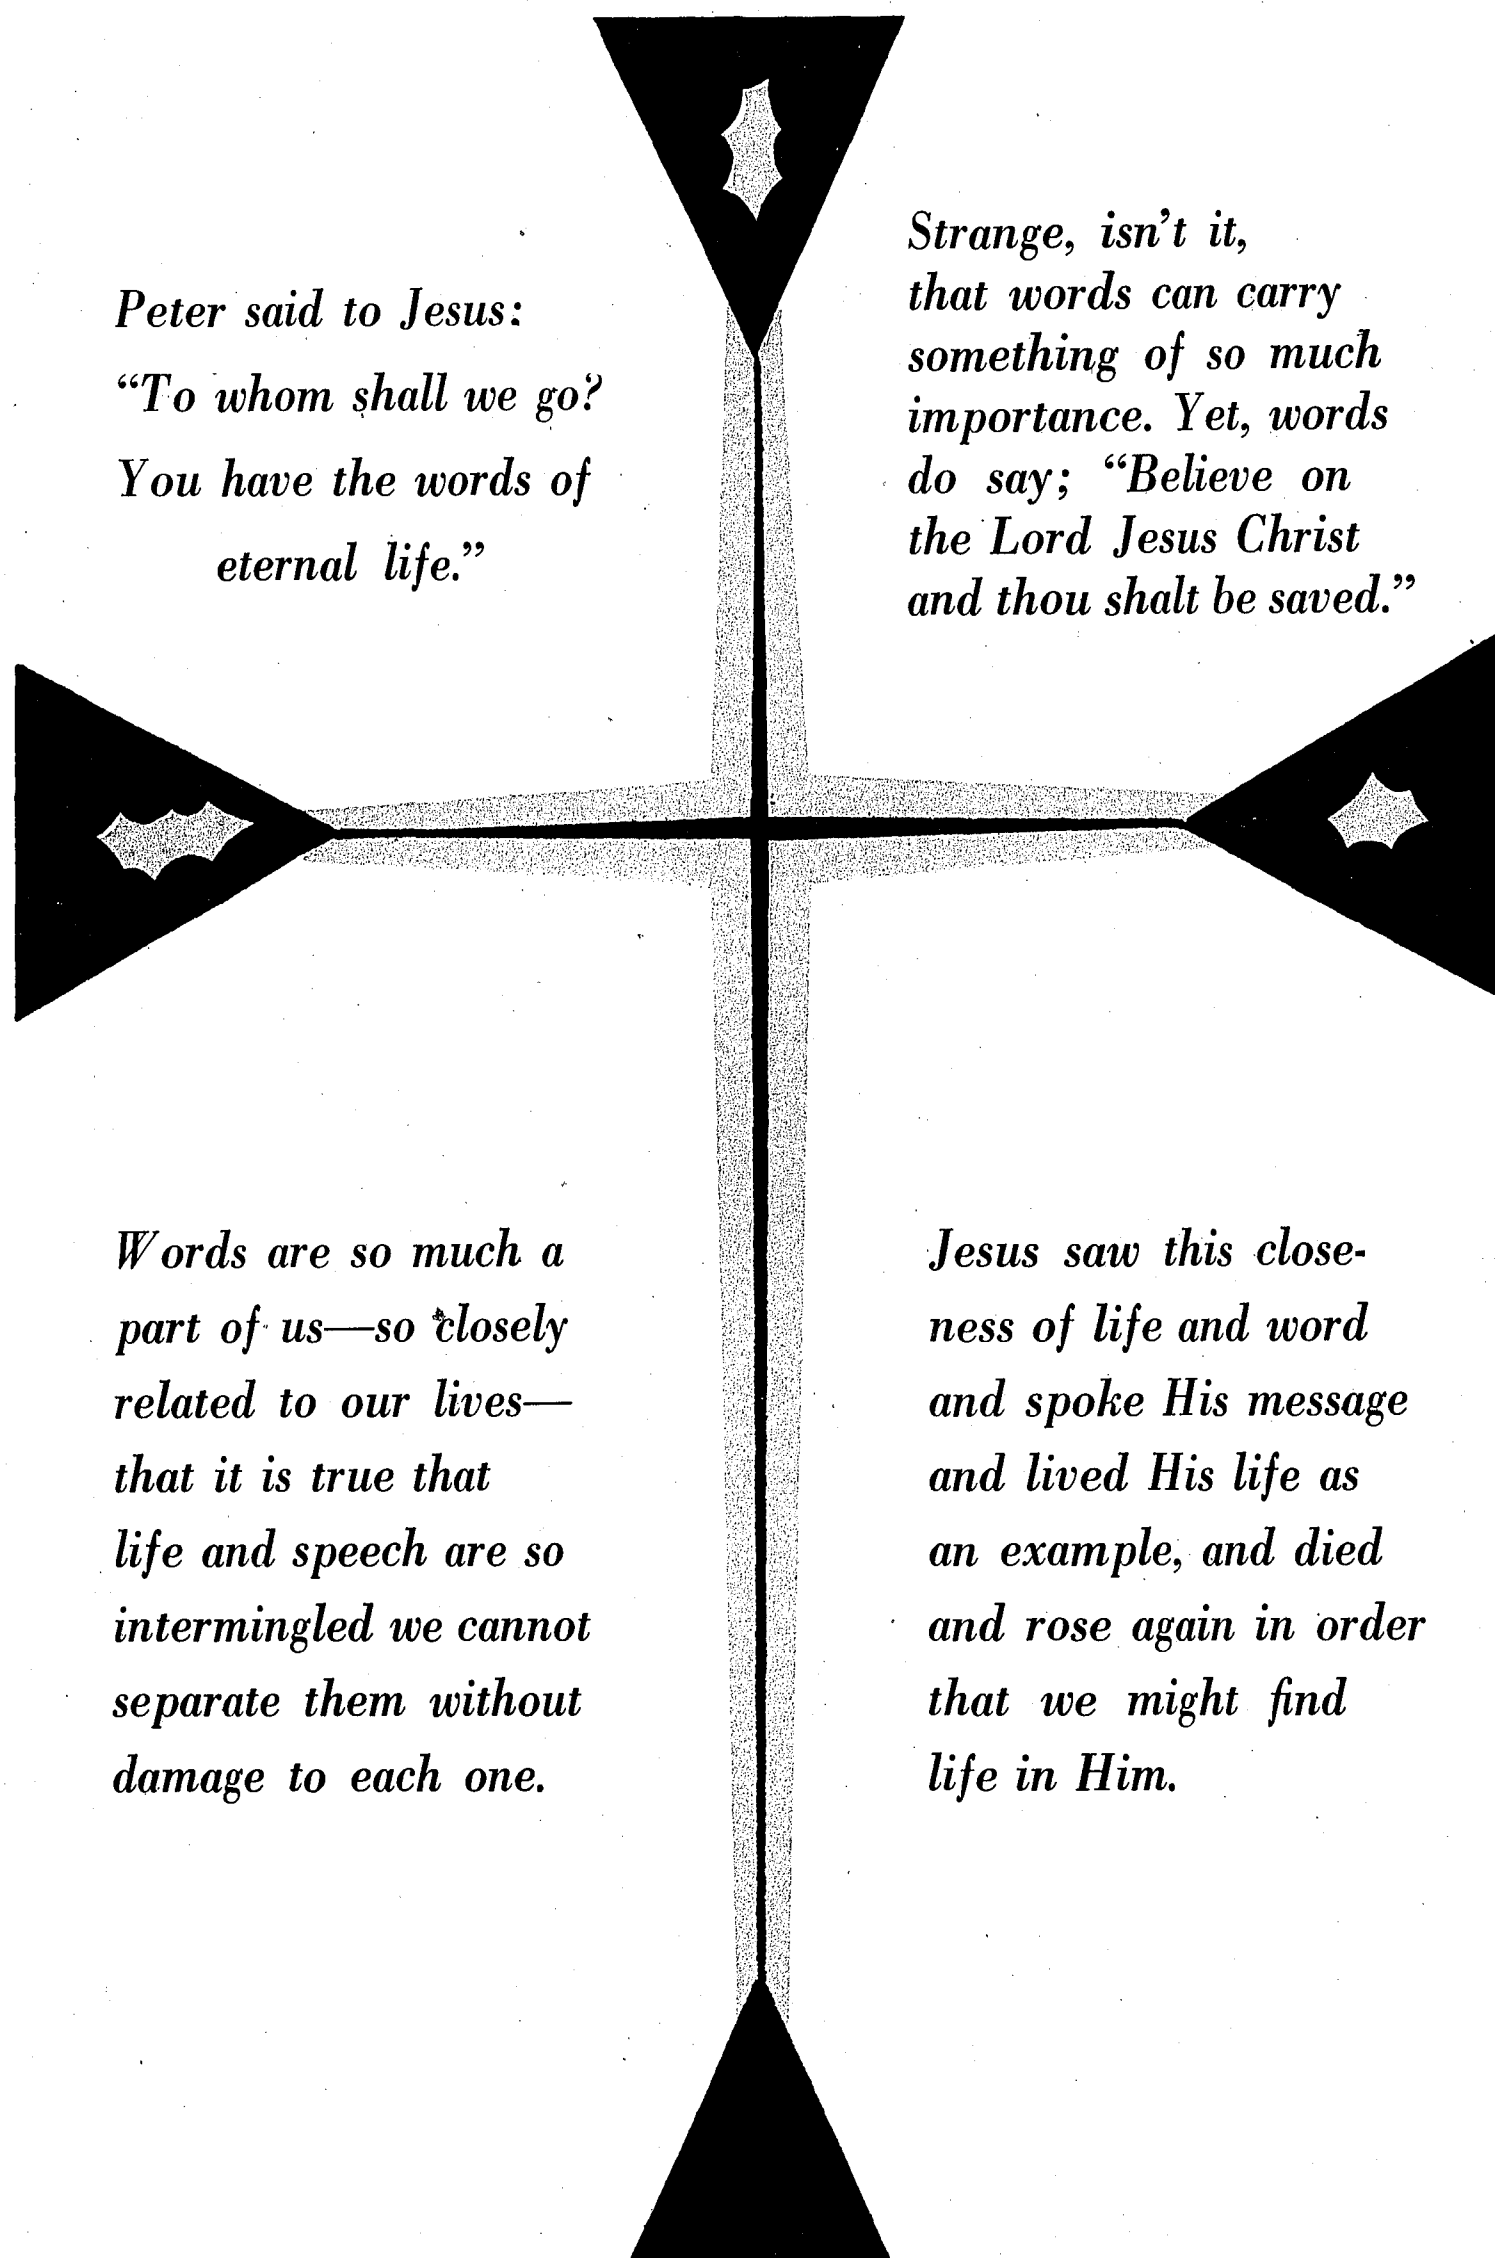 Peter said to Jesus:
“To whom shall we go?
You have the words of
eternal life.”
Strange, isn’t it,
that words can carry
something of so much
importance. Yet, words
do say; “Believe on
the Lord Jesus Christ
and thou shalt be saved.”
Words are so much a
part of us—so closely
related to our lives—
that it is true that
life and speech are so
intermingled we cannot
separate them without
damage to each one.
Jesus saw this close-
ness of life and word
and spoke His message
and lived His life as
an example, and died
and rose again in order
that we might find
life in Him.